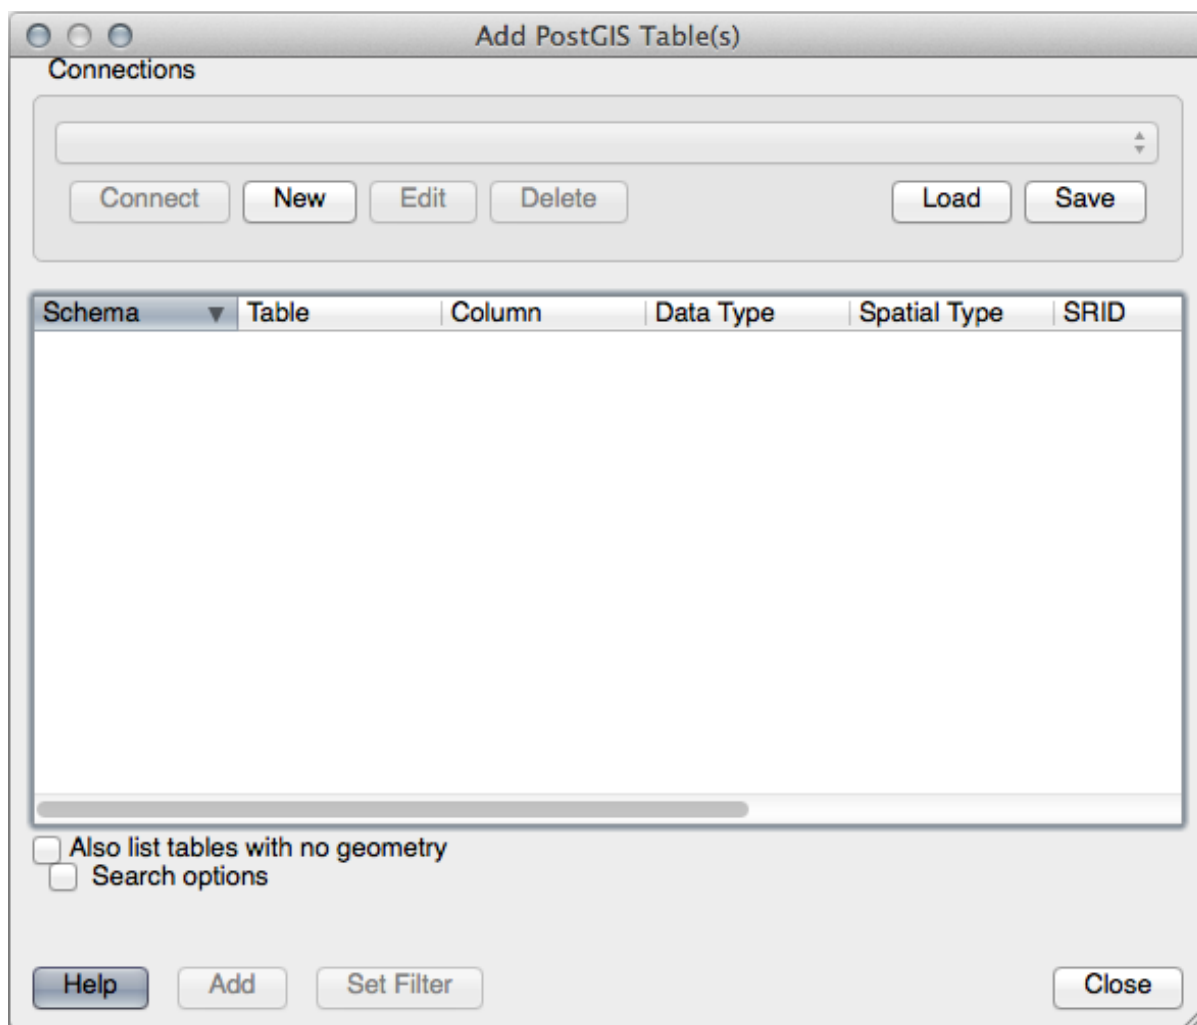 Add PostGIS Table(s)
Connections
Connect New Edit Delete Load Save
Schema Table Column Data Type Spatial Type SRID
Also list tables with no geometry
Search options
Help Add Set Filter Close